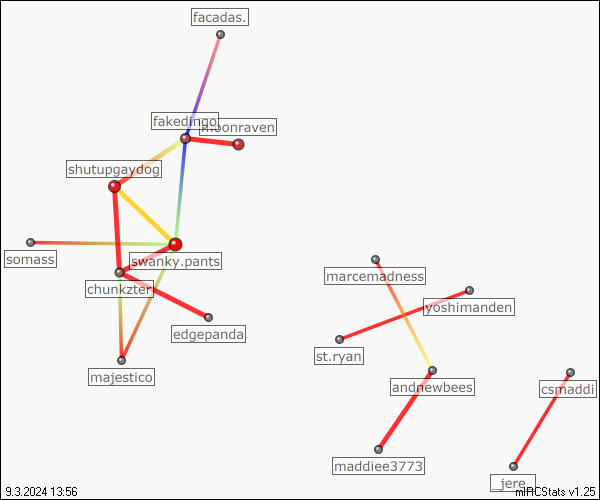 facadas.
fakedingo
moonraven
shutupgaydog
somass
swanky.pants
chunkzter
marcemadness
yoshimanden
edgepanda
st.ryan
majestico
andnewbees
csmaddi
maddiee3773
_jere_
9.3.2024 13:56
mIRCStats v1.25